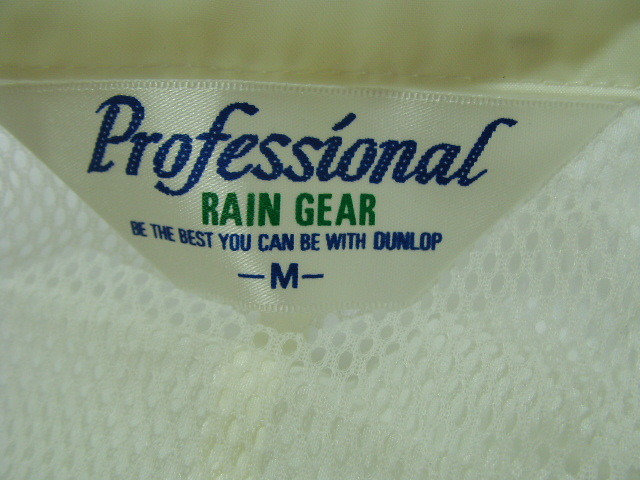 Professional
RAIN GEAR
BE THE BEST YOU CAN BE WITH DUNLOP
-M-